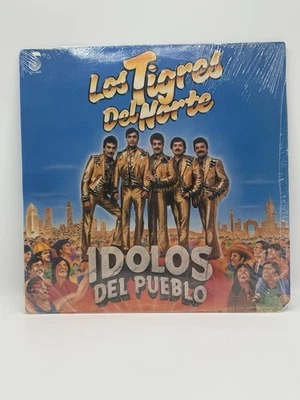 Los Tigres
Del Norte
IDOLOS
DEL PUEBLO